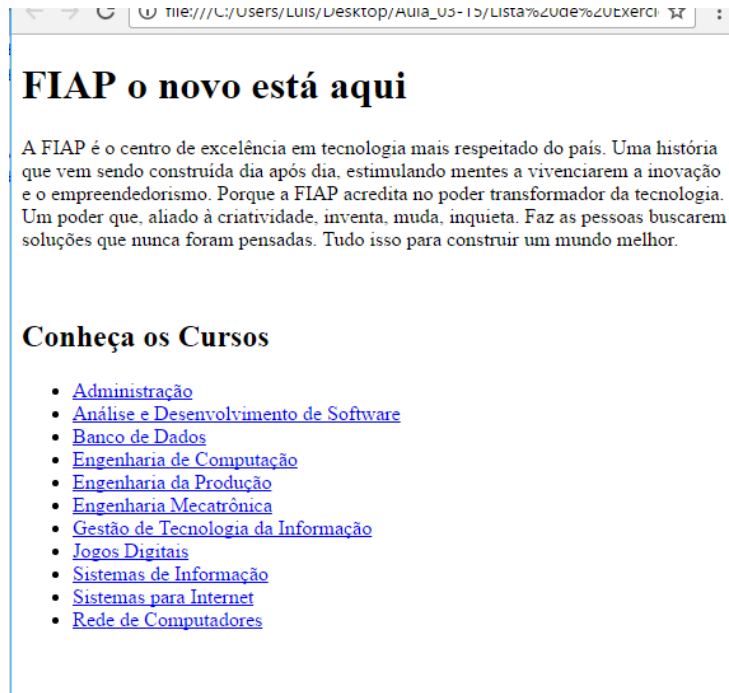 file:///C:/Users/Luis/Desktop/Aula_03-15/Lista%20de%20Exerci
FIAP o novo está aqui
A FIAP é o centro de excelência em tecnologia mais respeitado do país. Uma história
que vem sendo construída dia após dia, estimulando mentes a vivenciarem a inovação
e o empreendedorismo. Porque a FIAP acredita no poder transformador da tecnologia.
Um poder que, aliado à criatividade, inventa, muda, inquieta. Faz as pessoas buscarem
soluções que nunca foram pensadas. Tudo isso para construir um mundo melhor.
Conheça os Cursos
Administração
Análise e Desenvolvimento de Software
Banco de Dados
Engenharia de Computação
Engenharia da Produção
Engenharia Mecatrônica
Gestão de Tecnologia da Informação
Jogos Digitais
Sistemas de Informação
Sistemas para Internet
Rede de Computadores